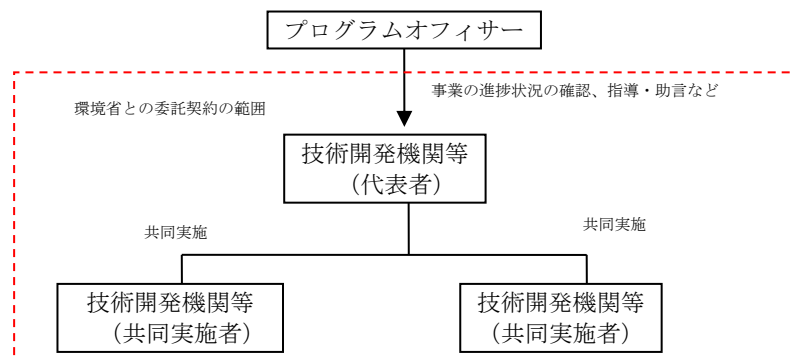 プログラムオフィサー
事業の進捗状況の確認、指導・助言など
環境省との委託契約の範囲
技術開発機関等
（代表者）
共同実施
共同実施
技術開発機関等
（共同実施者）
技術開発機関等
（共同実施者）